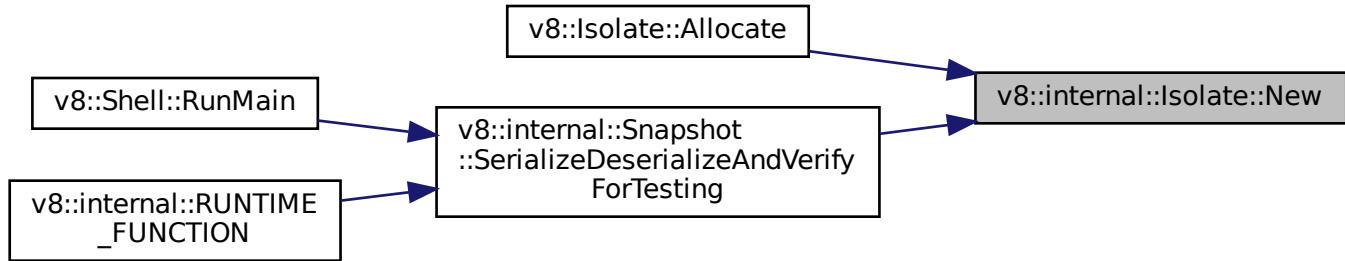 v8::Isolate::Allocate
v8::internal::Isolate::New
v8::Shell::RunMain
v8::internal::Snapshot
::SerializeDeserializeAndVerify
ForTesting
v8::internal::RUNTIME
_FUNCTION